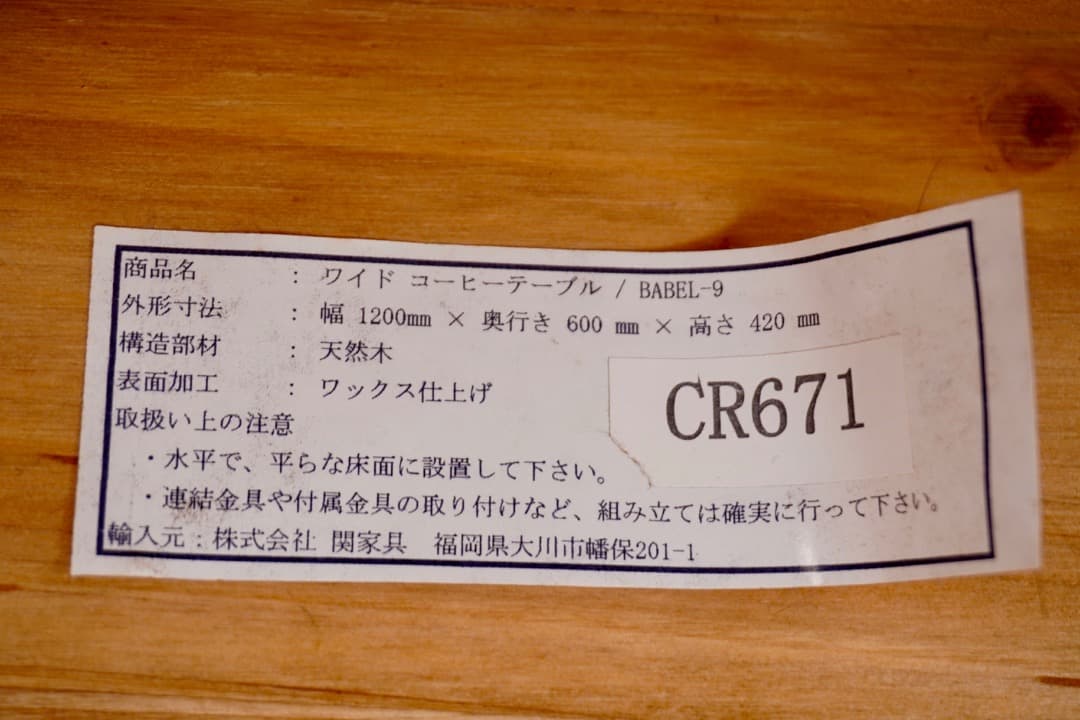 商品名 : ワイド コーヒーテーブル / BABEL-9
外形寸法 : 幅 1200㎜ × 奥行き 600 ㎜ × 高さ 420 ㎜
構造部材 : 天然木
表面加工 : ワックス仕上げ
CR671
取扱い上の注意
・水平で、平らな床面に設置して下さい。
・連結金具や付属金具の取り付けなど、組み立ては確実に行って下さい。
輸入元：株式会社 関家具 福岡県大川市幡保201-1